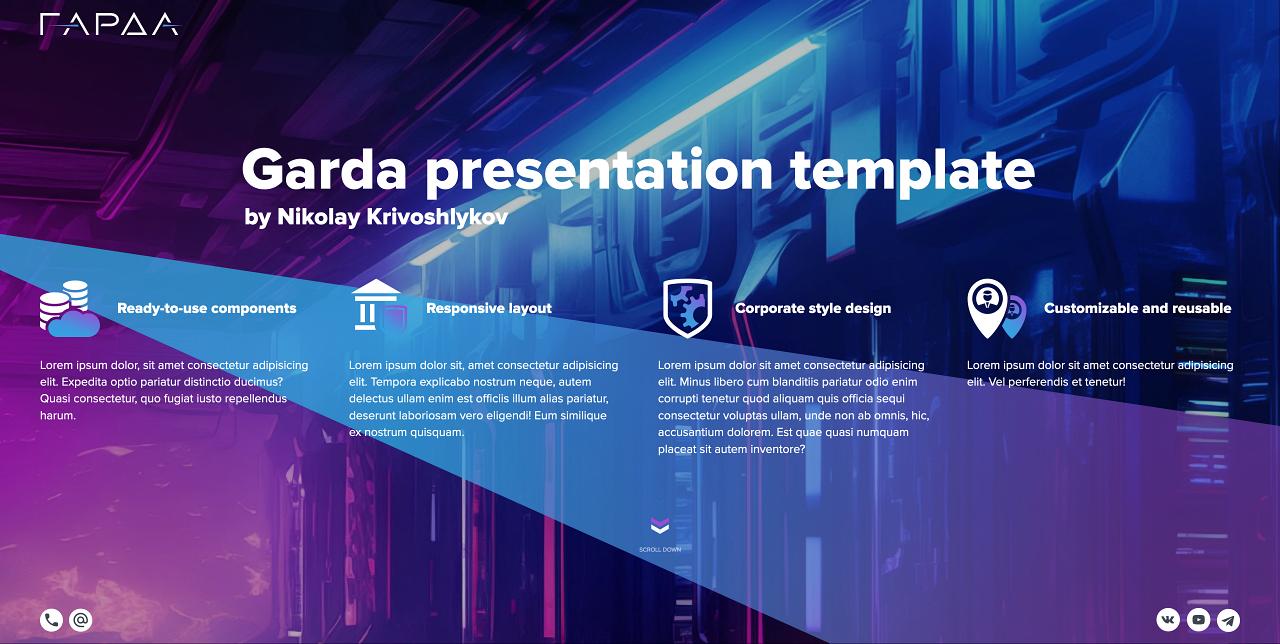 ГАРДА
Garda presentation template
by Nikolay Krivoshlykov
Ready-to-use components
Lorem ipsum dolor, sit amet consectetur adipisicing
elit. Expedita optio pariatur distinctio ducimus?
Quasi consectetur, quo fugiat iusto repellendus
harum.
Responsive layout
Lorem ipsum dolor sit, amet consectetur adipisicing
elit. Tempora explicabo nostrum neque, autem
delectus ullam enim est officiis illum alias pariatur,
deserunt laboriosam vero eligendi! Eum similique
ex nostrum quisquam.
Corporate style design
Lorem ipsum dolor sit amet consectetur adipisicing
elit. Minus libero cum blanditiis pariatur odio enim
corrupti tenetur quod aliquam quis officia sequi
consectetur voluptas ullam, unde non ab omnis, hic,
accusantium dolorem. Est quae quasi numquam
placeat sit autem inventore?
Customizable and reusable
Lorem ipsum dolor sit amet consectetur adipisicing
elit. Vel perferendis et tenetur!
SCROLL DOWN